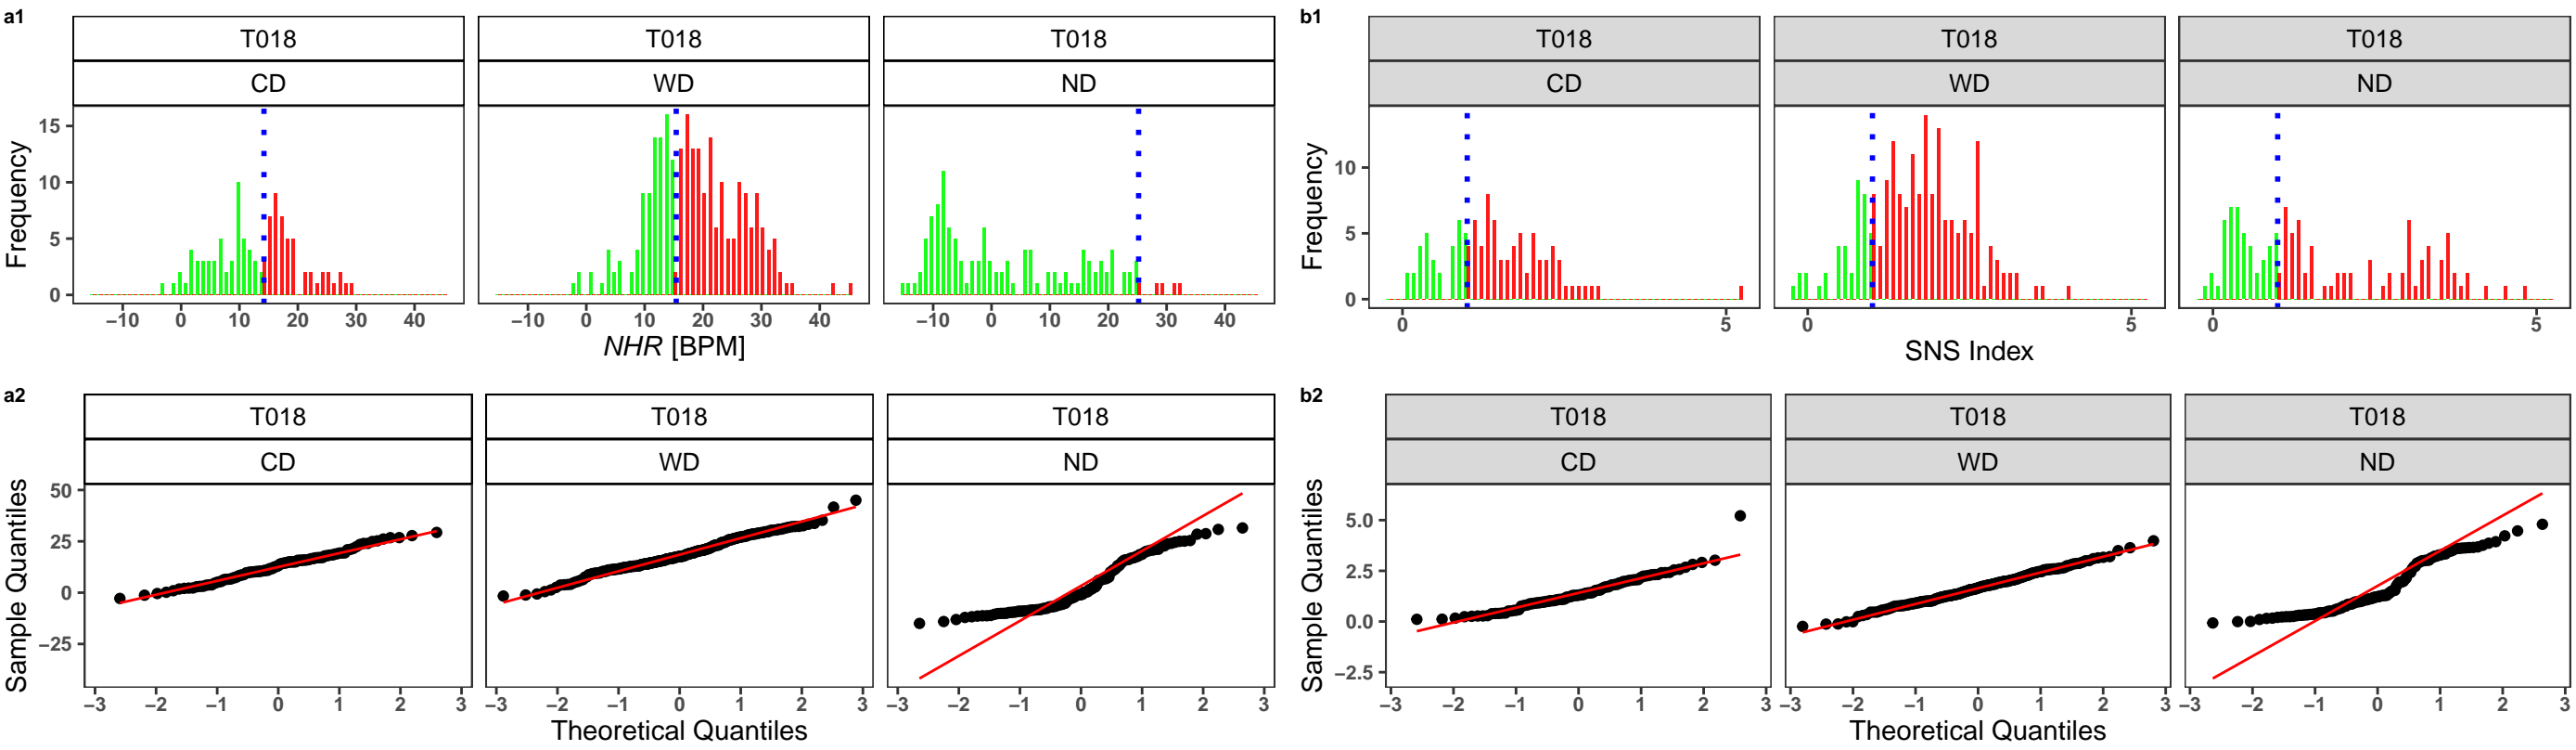 a1
T018 T018 T018
CD WD ND
Frequency
15
10
5
0
−10 0 10 20 30 40 −10 0 10 20 30 40 −10 0 10 20 30 40
NHR [BPM]
b1
T018 T018 T018
CD WD ND
Frequency
10
5
0
0 5 0 5 0 5
SNS Index
a2
T018 T018 T018
CD WD ND
Sample Quantiles
50
25
0
−25
−3 −2 −1 0 1 2 3 −3 −2 −1 0 1 2 3 −3 −2 −1 0 1 2 3
Theoretical Quantiles
b2
T018 T018 T018
CD WD ND
Sample Quantiles
5.0
2.5
0.0
−2.5
−3 −2 −1 0 1 2 3 −3 −2 −1 0 1 2 3 −3 −2 −1 0 1 2 3
Theoretical Quantiles